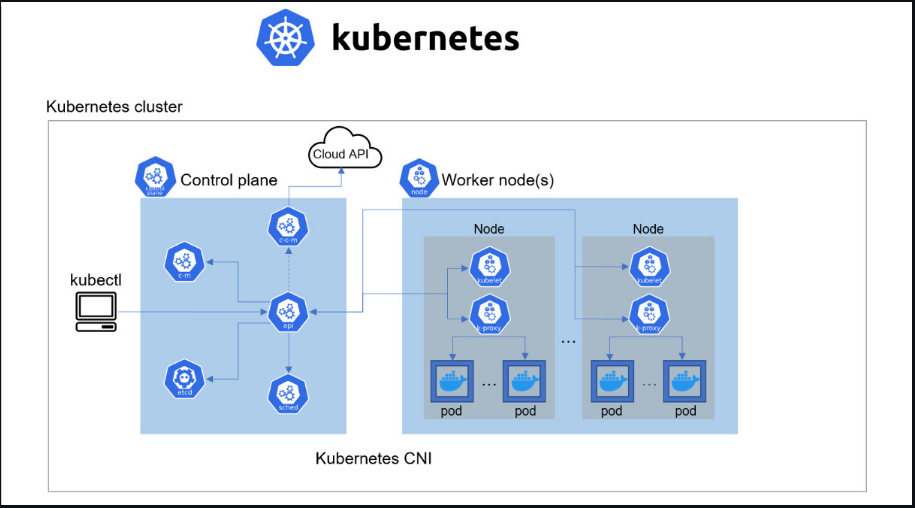 kubernetes
Kubernetes cluster
Cloud API
control plane
Control plane
node
Worker node(s)
c-c-m
Node
Node
c-m
kubelet
kubelet
kubectl
api
k-proxy
k-proxy
...
etcd
sched
...
...
pod
pod
pod
pod
Kubernetes CNI